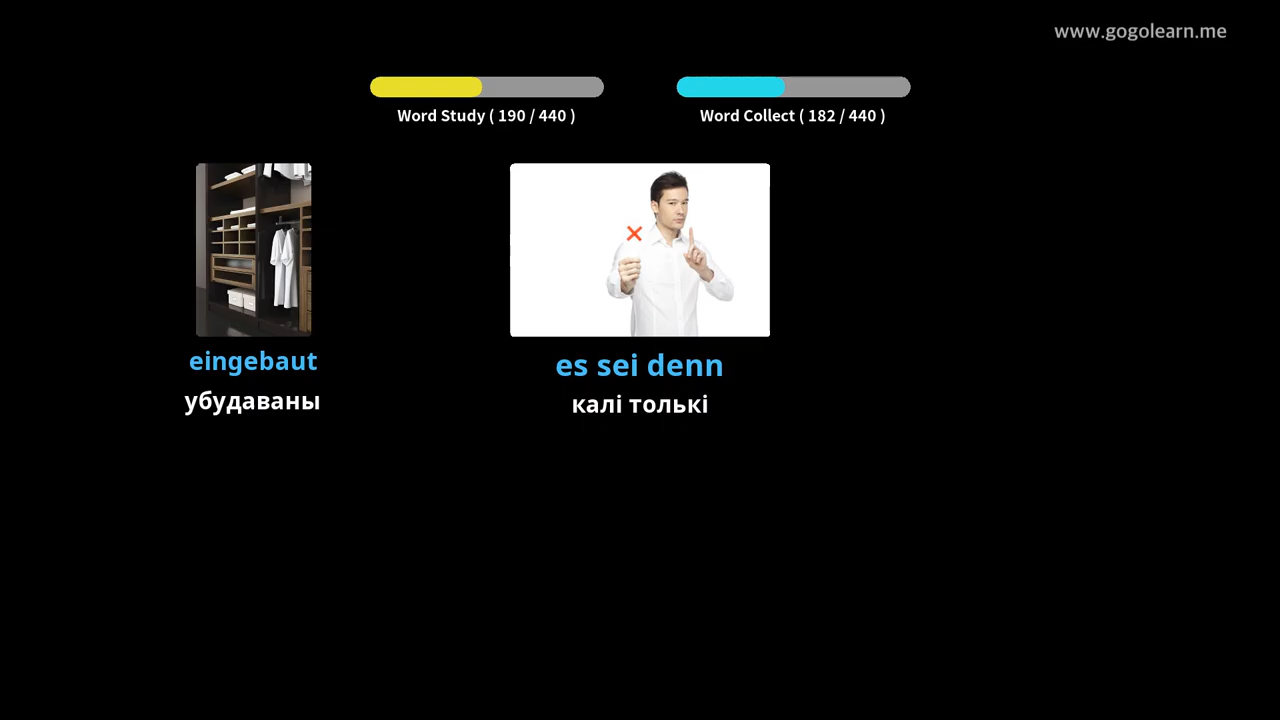 www.gogolearn.me
Word Study ( 190 / 440 )
Word Collect ( 182 / 440 )
eingebaut
убудаваны
es sei denn
калі толькі